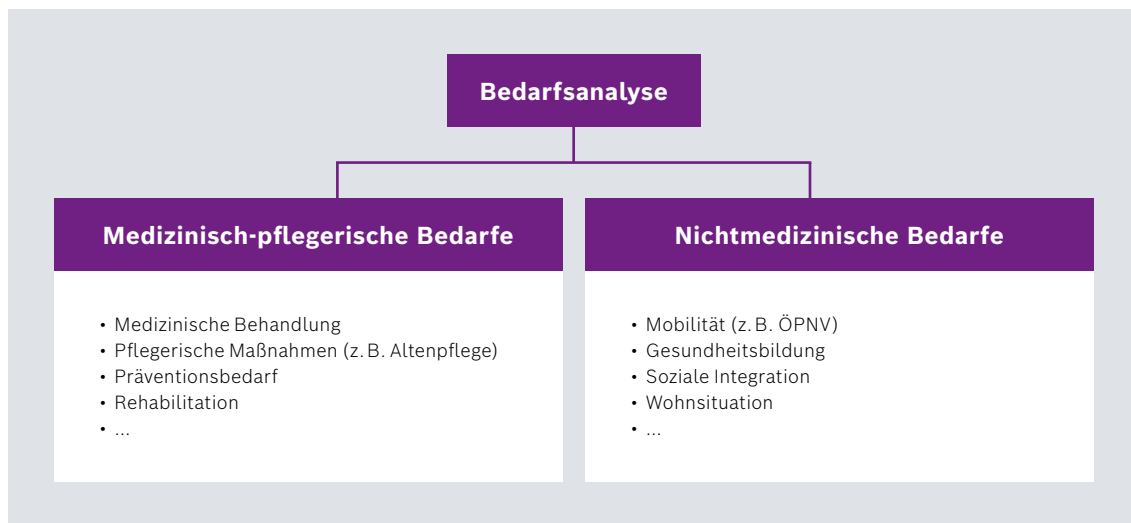 Bedarfsanalyse
Medizinisch-pflegerische Bedarfe
• Medizinische Behandlung
• Pflegerische Maßnahmen (z. B. Altenpflege)
• Präventionsbedarf
• Rehabilitation
• ...
Nichtmedizinische Bedarfe
• Mobilität (z. B. ÖPNV)
• Gesundheitsbildung
• Soziale Integration
• Wohnsituation
• ...